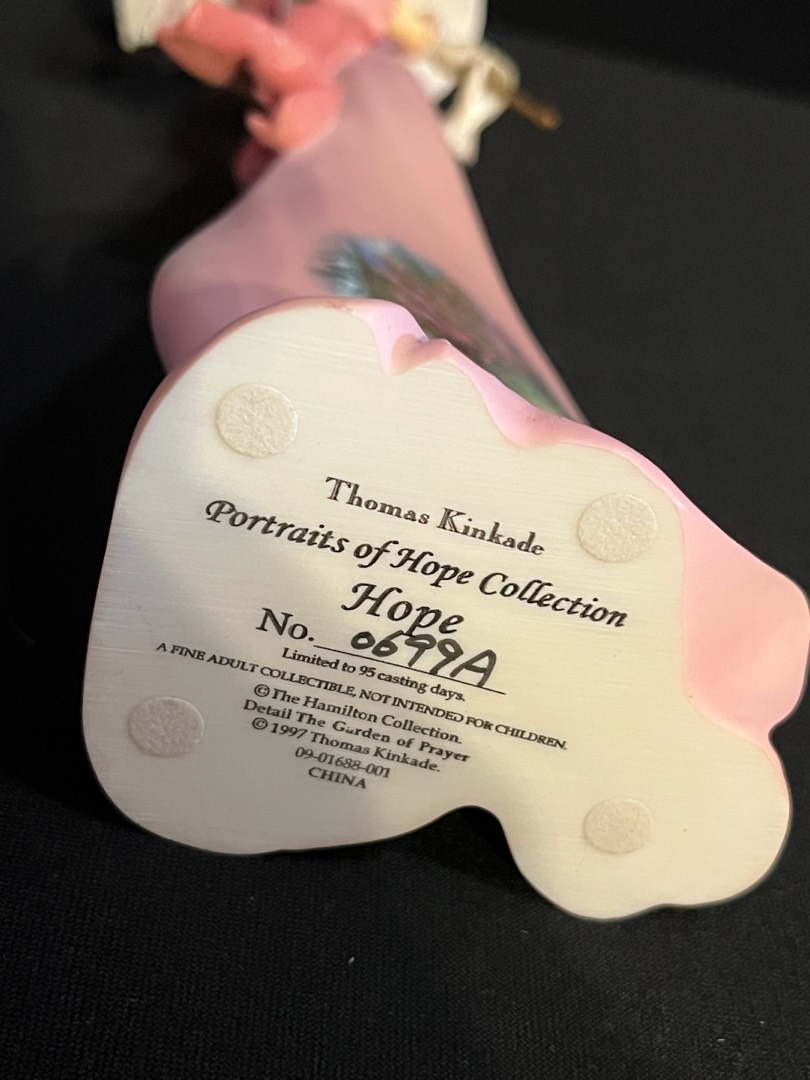 Thomas Kinkade
Portraits of Hope Collection
Hope
No. 0699A
Limited to 95 casting days.
A FINE ADULT COLLECTIBLE, NOT INTENDED FOR CHILDREN.
© The Hamilton Collection.
Detail The Garden of Prayer
© 1997 Thomas Kinkade.
09-01688-001
CHINA